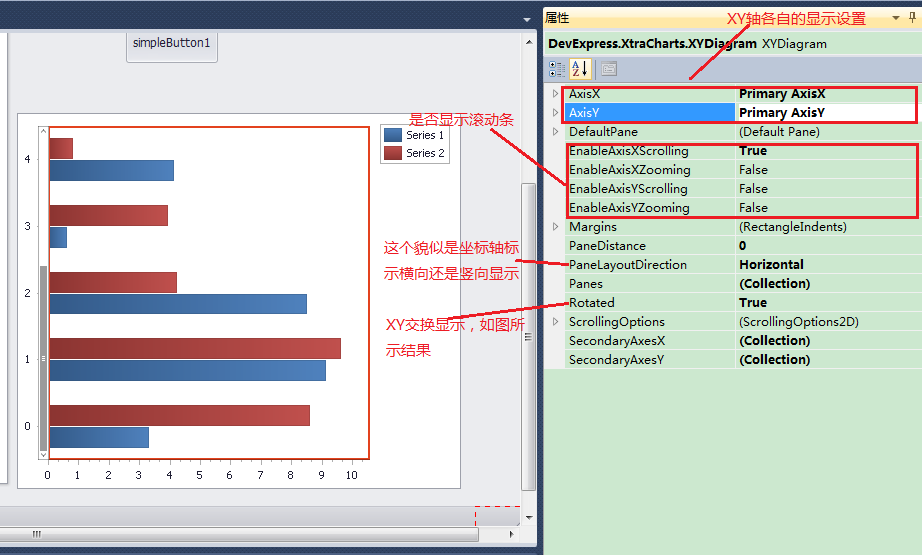 simpleButton1
4
3
2
1
0
0 1 2 3 4 5 6 7 8 9 10
Series 1
Series 2
是否显示滚动条
这个貌似是坐标轴标
示横向还是竖向显示
XY交换显示，如图所
示结果
属性
XY轴各自的显示设置
DevExpress.XtraCharts.XYDiagram XYDiagram
AxisX Primary AxisX
AxisY Primary AxisY
DefaultPane (Default Pane)
EnableAxisXScrolling True
EnableAxisXZooming False
EnableAxisYScrolling False
EnableAxisYZooming False
Margins (RectangleIndents)
PaneDistance 0
PaneLayoutDirection Horizontal
Panes (Collection)
Rotated True
ScrollingOptions (ScrollingOptions2D)
SecondaryAxesX (Collection)
SecondaryAxesY (Collection)